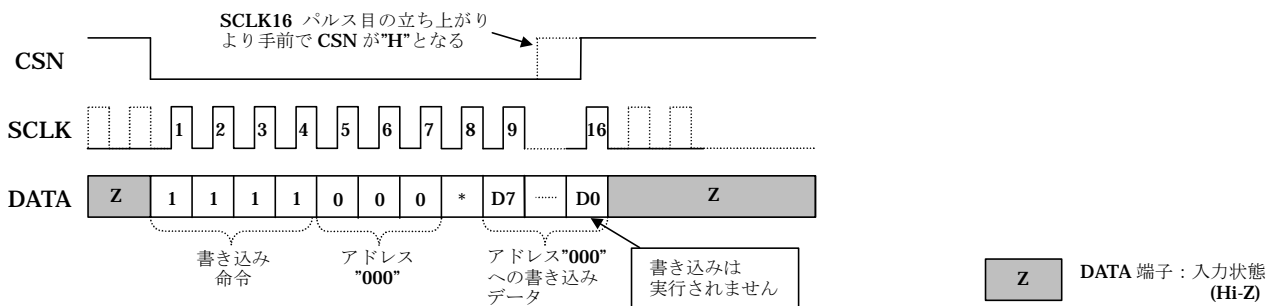 SCLK16 パルス目の立ち上がり
より手前で CSN が"H"となる
CSN
SCLK 1 2 3 4 5 6 7 8 9 16
DATA Z 1 1 1 1 0 0 0 * D7 ...... D0 Z
書き込み
命令
アドレス
"000"
アドレス"000"
への書き込み
データ
書き込みは
実行されません
Z DATA 端子：入力状態
(Hi-Z)